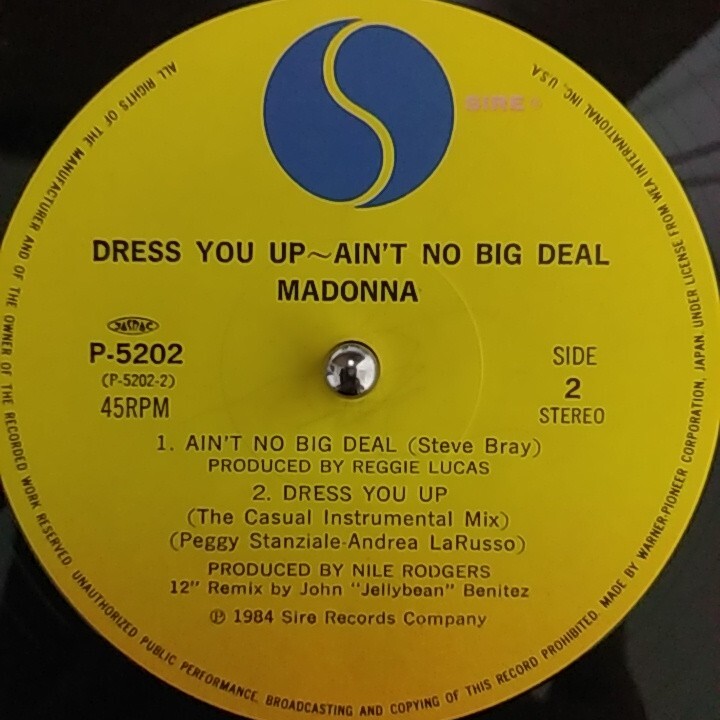 SIRE
DRESS YOU UP~AIN'T NO BIG DEAL
MADONNA
JASRAC
P-5202
(P-5202-2)
45RPM
SIDE
2
STEREO
1. AIN'T NO BIG DEAL (Steve Bray)
PRODUCED BY REGGIE LUCAS
2. DRESS YOU UP
(The Casual Instrumental Mix)
(Peggy Stanziale-Andrea LaRusso)
PRODUCED BY NILE RODGERS
12" Remix by John "Jellybean" Benitez
℗ 1984 Sire Records Company
ALL RIGHTS OF THE MANUFACTURER AND OF THE OWNER OF THE RECORDED WORK RESERVED. UNAUTHORIZED PUBLIC PERFORMANCE, BROADCASTING AND COPYING OF THIS RECORD PROHIBITED. MADE BY WARNER-PIONEER CORPORATION, JAPAN. UNDER LICENSE FROM WEA INTERNATIONAL INC., U.S.A.